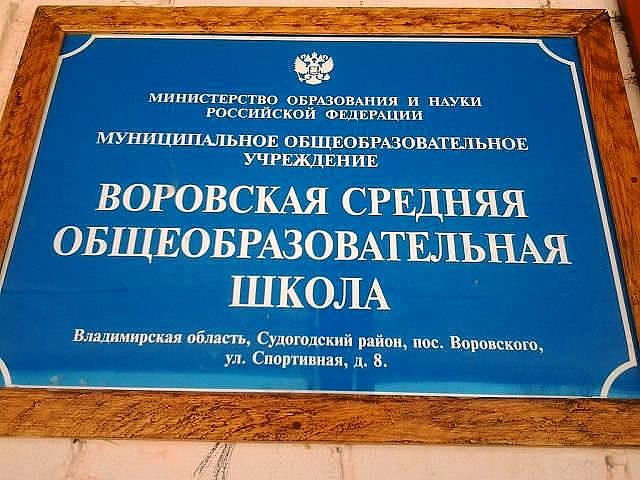 МИНИСТЕРСТВО ОБРАЗОВАНИЯ И НАУКИ
РОССИЙСКОЙ ФЕДЕРАЦИИ
МУНИЦИПАЛЬНОЕ ОБЩЕОБРАЗОВАТЕЛЬНОЕ
УЧРЕЖДЕНИЕ
ВОРОВСКАЯ СРЕДНЯЯ
ОБЩЕОБРАЗОВАТЕЛЬНАЯ
ШКОЛА
Владимирская область, Судогодский район, пос. Воровского,
ул. Спортивная, д. 8.